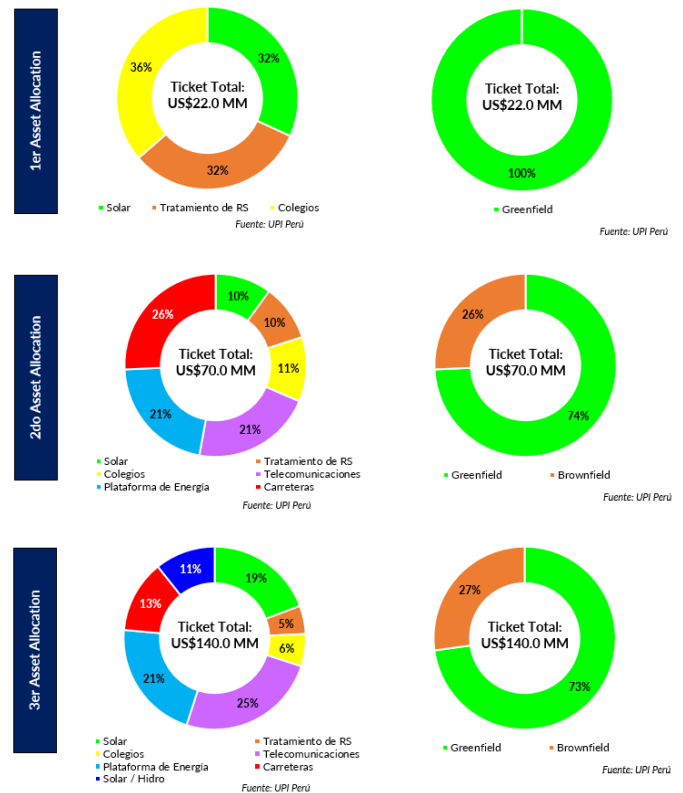 1er Asset Allocation
36%
32%
32%
Ticket Total:
US$22.0 MM
Solar
Tratamiento de RS
Colegios
Fuente: UPI Perú
Ticket Total:
US$22.0 MM
100%
Greenfield
Fuente: UPI Perú
2do Asset Allocation
26%
10%
10%
11%
21%
21%
Ticket Total:
US$70.0 MM
Solar
Tratamiento de RS
Colegios
Telecomunicaciones
Plataforma de Energía
Carreteras
Fuente: UPI Perú
26%
74%
Ticket Total:
US$70.0 MM
Greenfield
Brownfield
Fuente: UPI Perú
3er Asset Allocation
11%
19%
13%
5%
6%
21%
25%
Ticket Total:
US$140.0 MM
Solar
Tratamiento de RS
Colegios
Telecomunicaciones
Plataforma de Energía
Carreteras
Solar / Hidro
Fuente: UPI Perú
27%
73%
Ticket Total:
US$140.0 MM
Greenfield
Brownfield
Fuente: UPI Perú